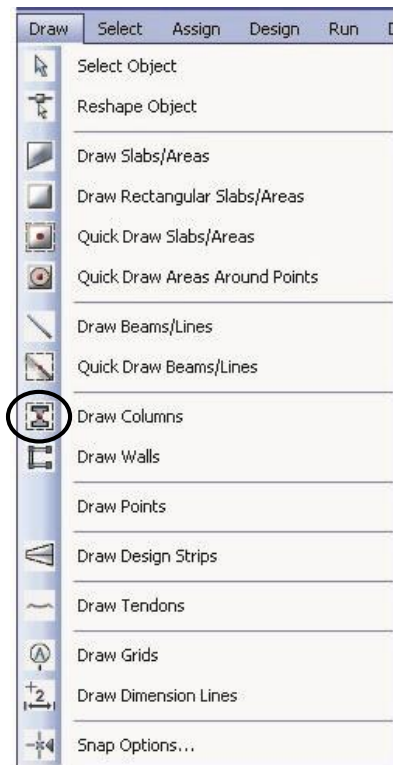 Draw Select Assign Design Run
Select Object
Reshape Object
Draw Slabs/Areas
Draw Rectangular Slabs/Areas
Quick Draw Slabs/Areas
Quick Draw Areas Around Points
Draw Beams/Lines
Quick Draw Beams/Lines
Draw Columns
Draw Walls
Draw Points
Draw Design Strips
Draw Tendons
Draw Grids
Draw Dimension Lines
Snap Options...